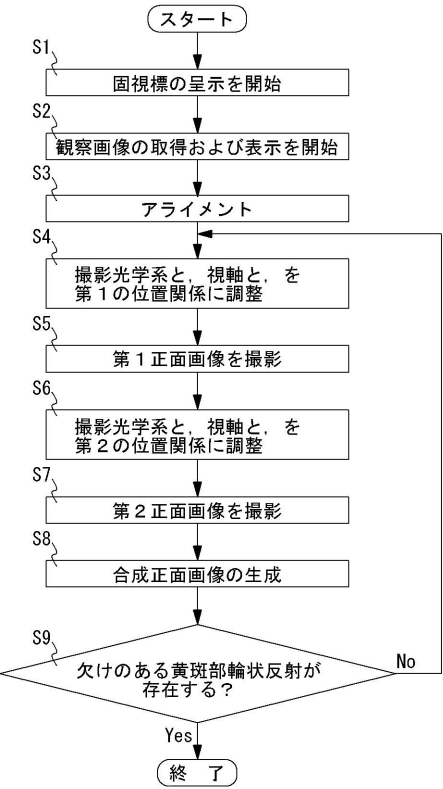 スタート
S1
固視標の呈示を開始
S2
観察画像の取得および表示を開始
S3
アライメント
S4
撮影光学系と，視軸と，を
第１の位置関係に調整
S5
第１正面画像を撮影
S6
撮影光学系と，視軸と，を
第２の位置関係に調整
S7
第２正面画像を撮影
S8
合成正面画像の生成
S9
欠けのある黄斑部輪状反射が
存在する？
No
Yes
終　了